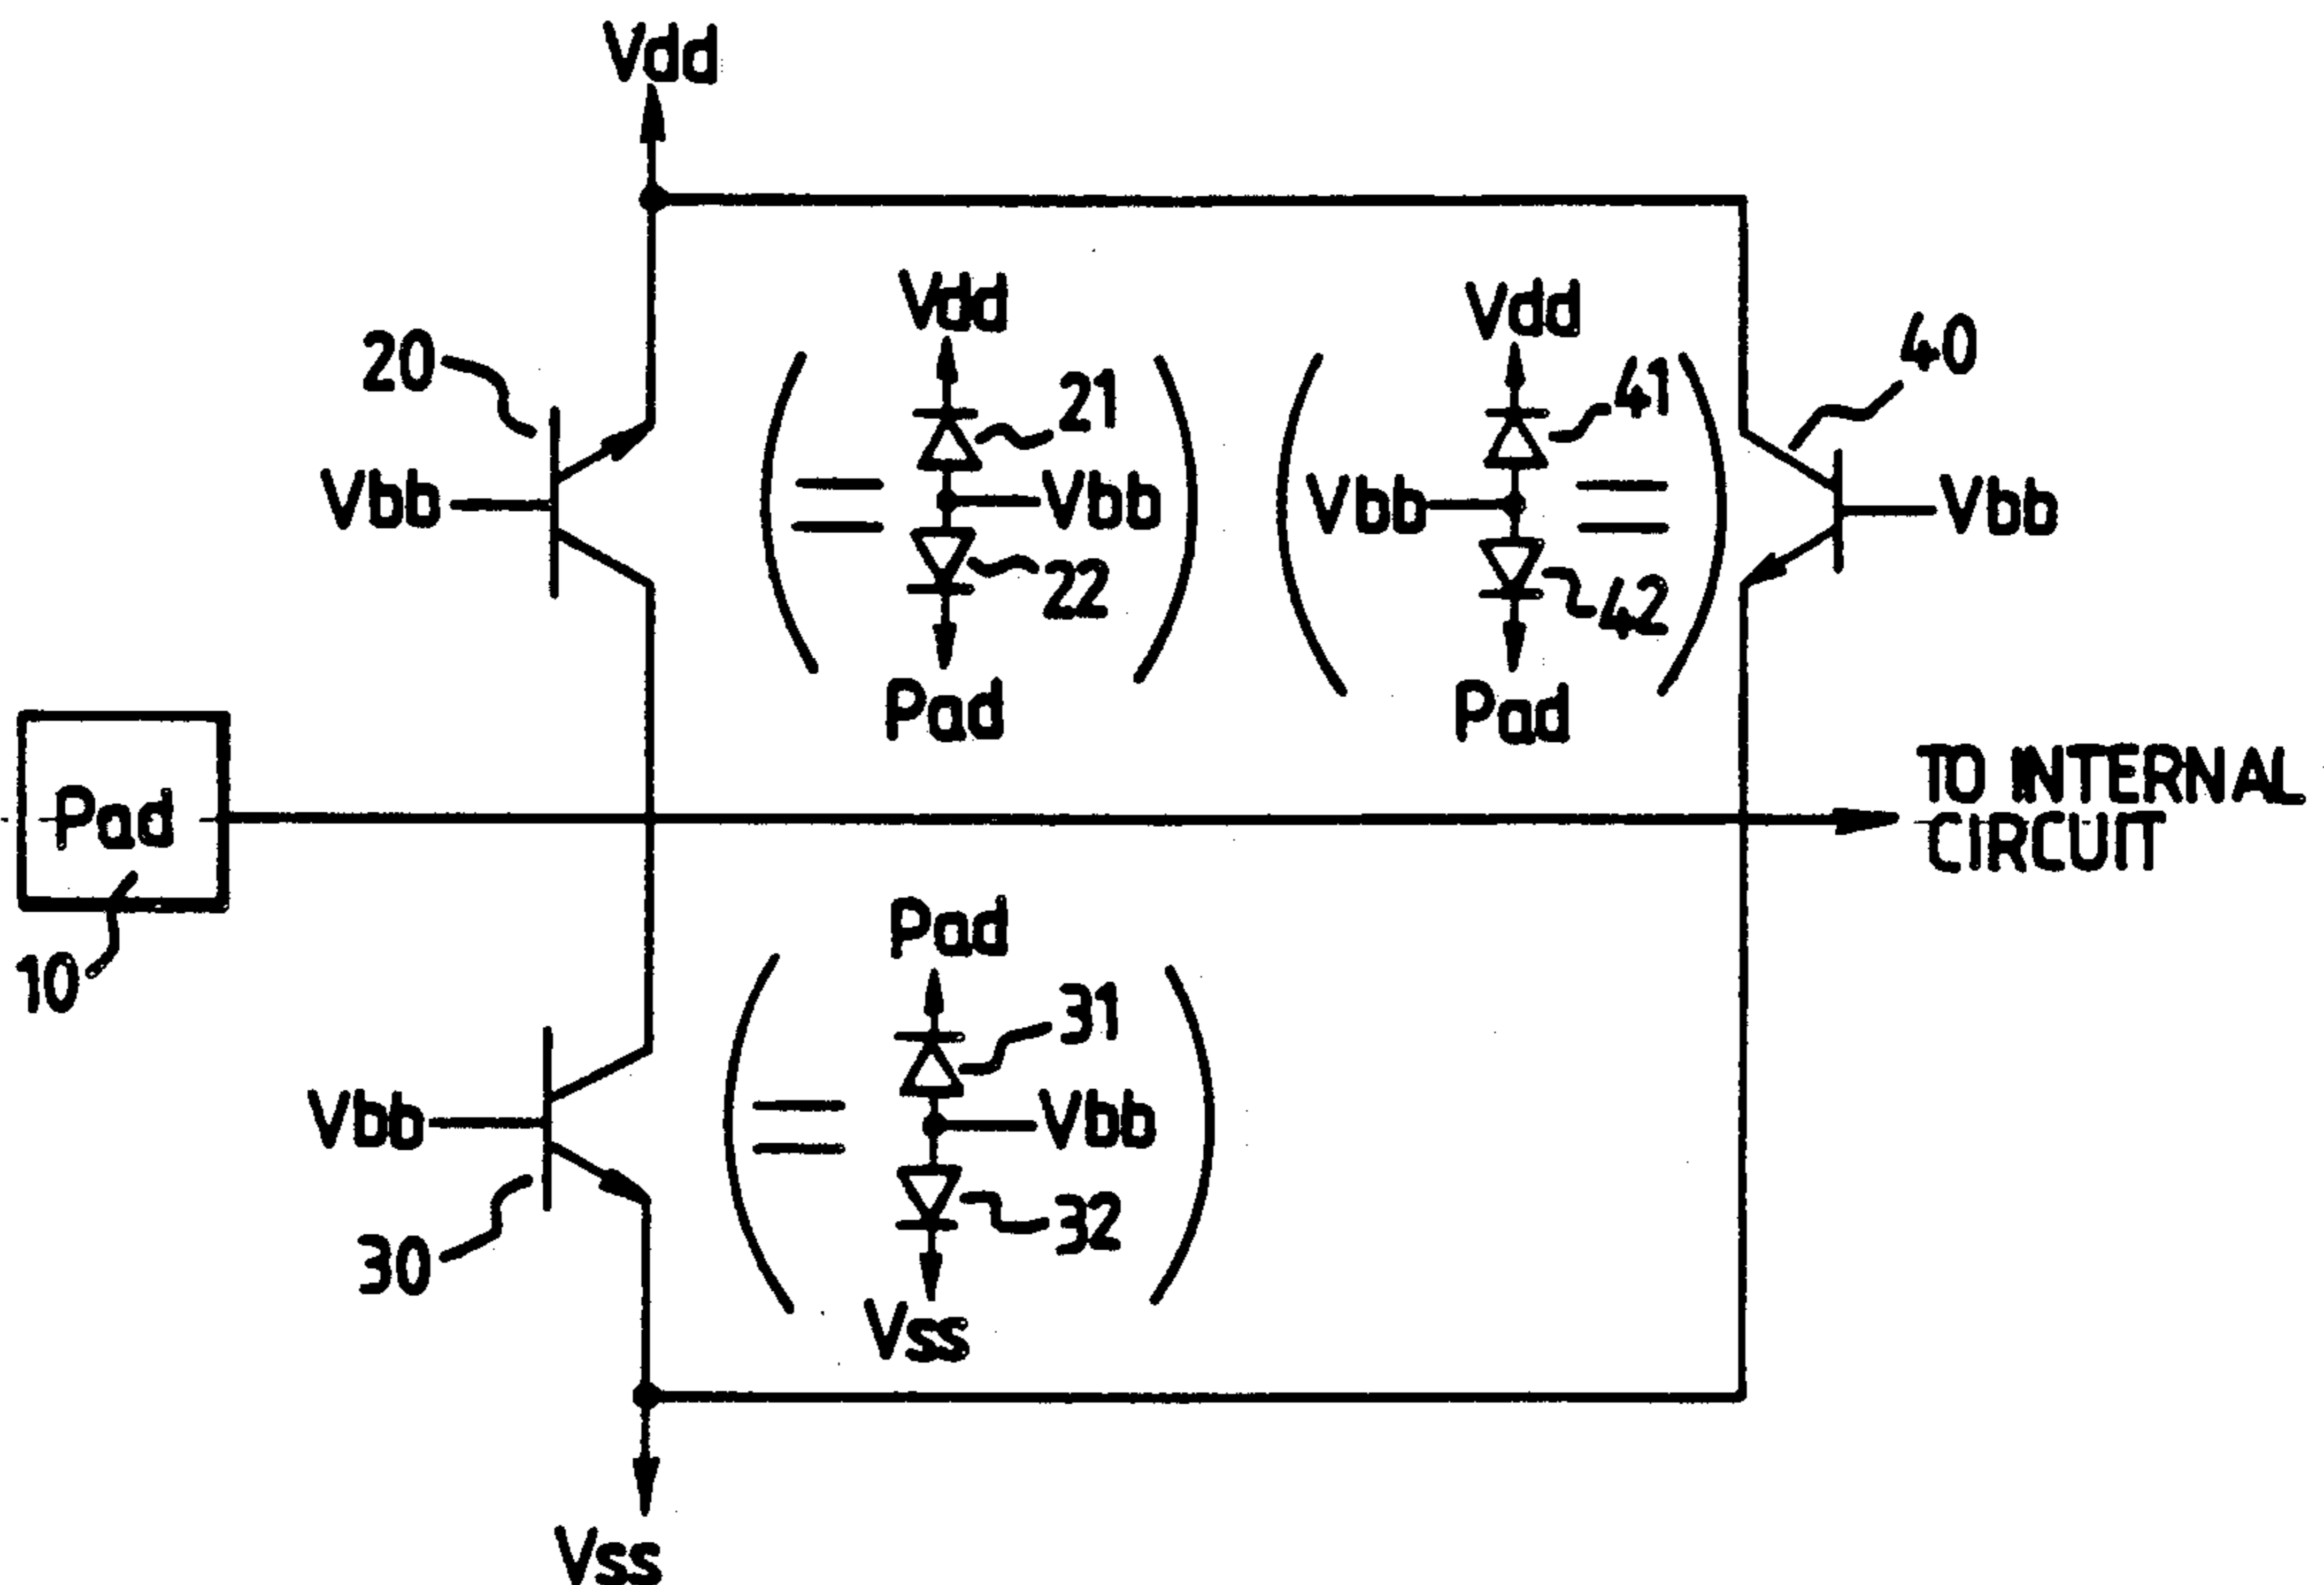 Vdd
Vdd
Vdd
20
21
41
40
Vbb
Vbb
Vbb
Vbb
22
42
Pad
Pad
Pad
TO INTERNAL
CIRCUIT
10
Pad
31
Vbb
Vbb
30
32
Vss
Vss